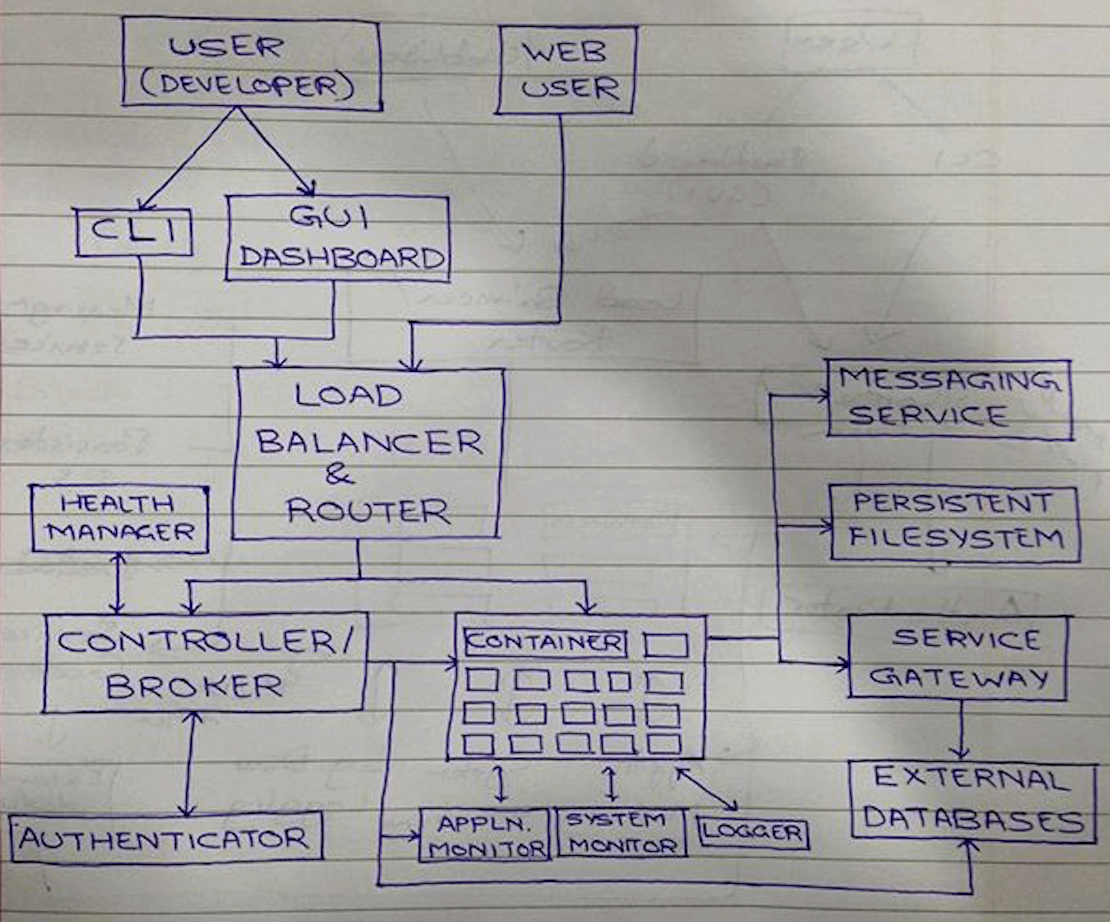 USER
(DEVELOPER)
WEB
USER
CLI
GUI
DASHBOARD
LOAD
BALANCER
&
ROUTER
MESSAGING
SERVICE
HEALTH
MANAGER
PERSISTENT
FILESYSTEM
CONTROLLER/
BROKER
CONTAINER
SERVICE
GATEWAY
EXTERNAL
DATABASES
AUTHENTICATOR
APPLN.
MONITOR
SYSTEM
MONITOR
LOGGER